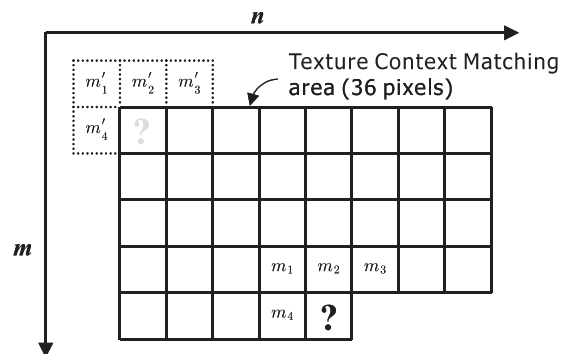 n
Texture Context Matching
area (36 pixels)
m′₁ m′₂ m′₃
m′₄ ?
m
m₁ m₂ m₃
m₄ ?